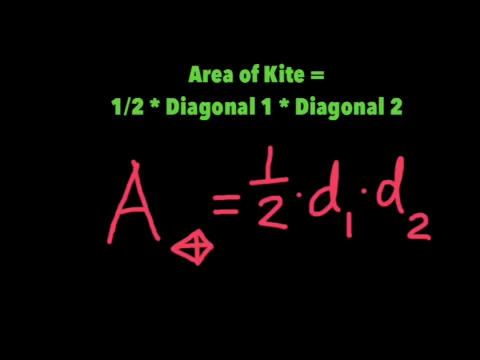 Area of Kite =
1/2 * Diagonal 1 * Diagonal 2
A = 1/2 · d1 · d2